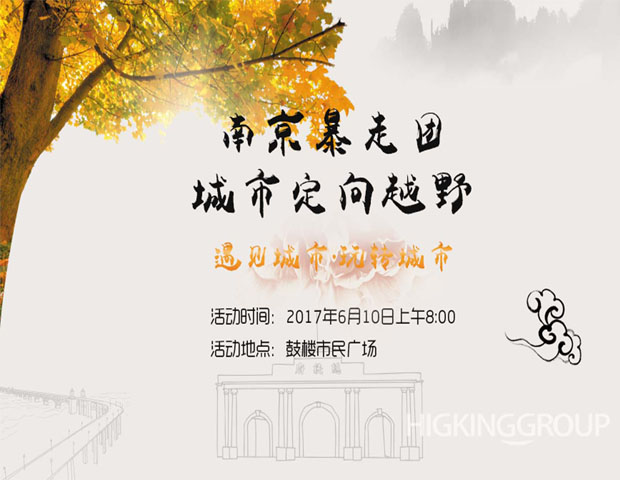 南京暴走团
城市定向越野
遇见城市·玩转城市
活动时间：2017年6月10日上午8:00
活动地点：鼓楼市民广场
HIGKINGGROUP